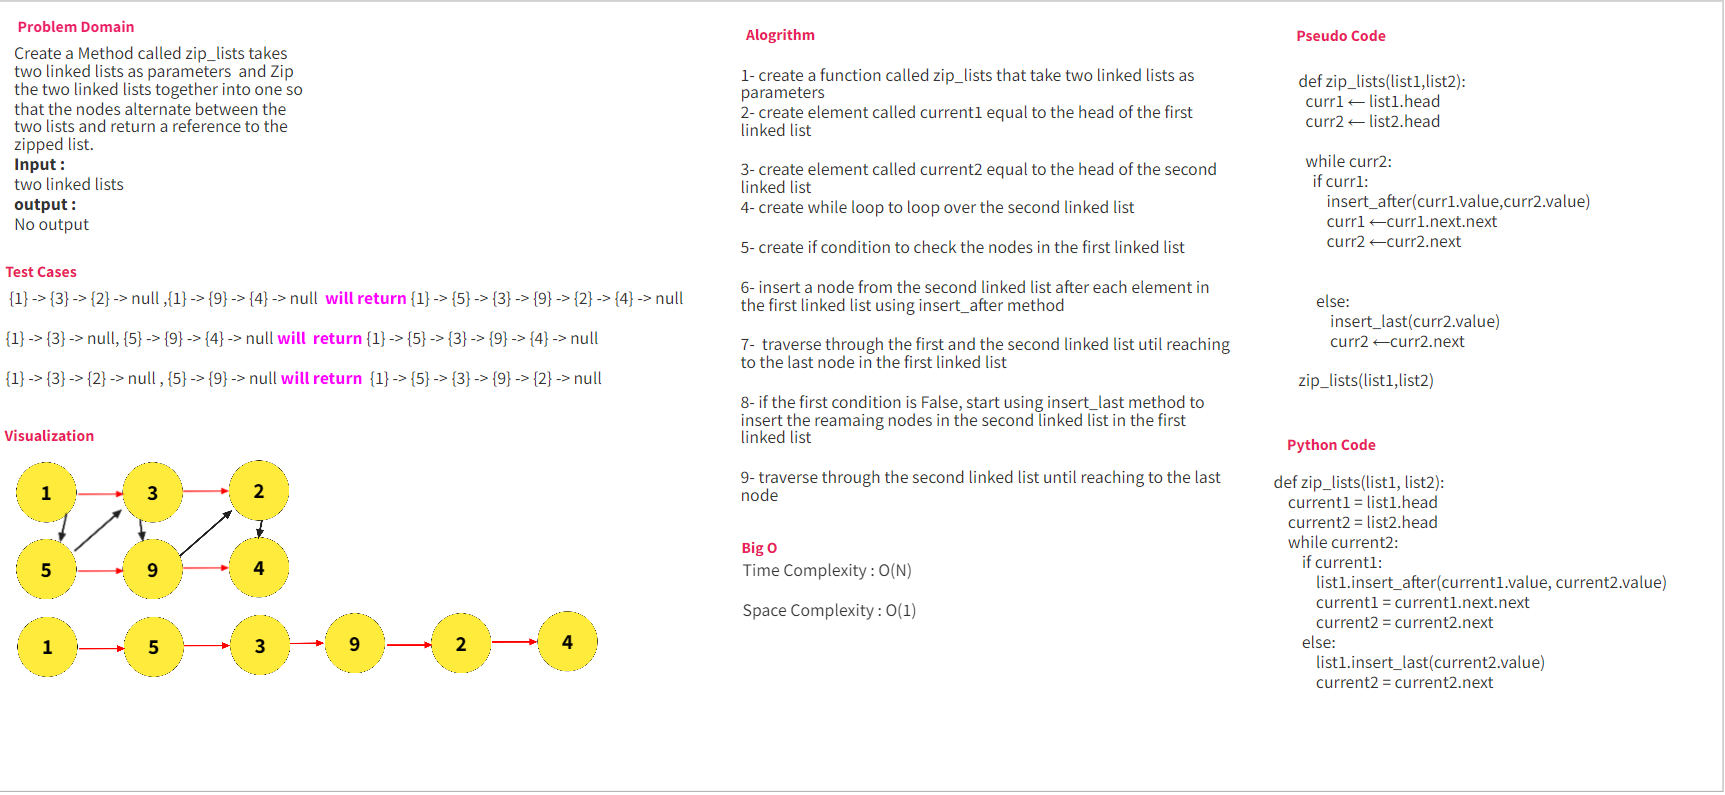 Problem Domain
Create a Method called zip_lists takes
two linked lists as parameters  and Zip
the two linked lists together into one so
that the nodes alternate between the
two lists and return a reference to the
zipped list.
Input :
two linked lists
output :
No output
Test Cases
{1} -> {3} -> {2} -> null ,{1} -> {9} -> {4} -> null  will return {1} -> {5} -> {3} -> {9} -> {2} -> {4} -> null
{1} -> {3} -> null, {5} -> {9} -> {4} -> null will  return {1} -> {5} -> {3} -> {9} -> {4} -> null
{1} -> {3} -> {2} -> null , {5} -> {9} -> null will return  {1} -> {5} -> {3} -> {9} -> {2} -> null
Visualization
1 3 2
5 9 4
1 5 3 9 2 4
Alogrithm
1- create a function called zip_lists that take two linked lists as
parameters
2- create element called current1 equal to the head of the first
linked list
3- create element called current2 equal to the head of the second
linked list
4- create while loop to loop over the second linked list
5- create if condition to check the nodes in the first linked list
6- insert a node from the second linked list after each element in
the first linked list using insert_after method
7-  traverse through the first and the second linked list util reaching
to the last node in the first linked list
8- if the first condition is False, start using insert_last method to
insert the reamaing nodes in the second linked list in the first
linked list
9- traverse through the second linked list until reaching to the last
node
Big O
Time Complexity : O(N)
Space Complexity : O(1)
Pseudo Code
def zip_lists(list1,list2):
curr1 ← list1.head
curr2 ← list2.head
while curr2:
if curr1:
insert_after(curr1.value,curr2.value)
curr1 ←curr1.next.next
curr2 ←curr2.next
else:
insert_last(curr2.value)
curr2 ←curr2.next
zip_lists(list1,list2)
Python Code
def zip_lists(list1, list2):
current1 = list1.head
current2 = list2.head
while current2:
if current1:
list1.insert_after(current1.value, current2.value)
current1 = current1.next.next
current2 = current2.next
else:
list1.insert_last(current2.value)
current2 = current2.next